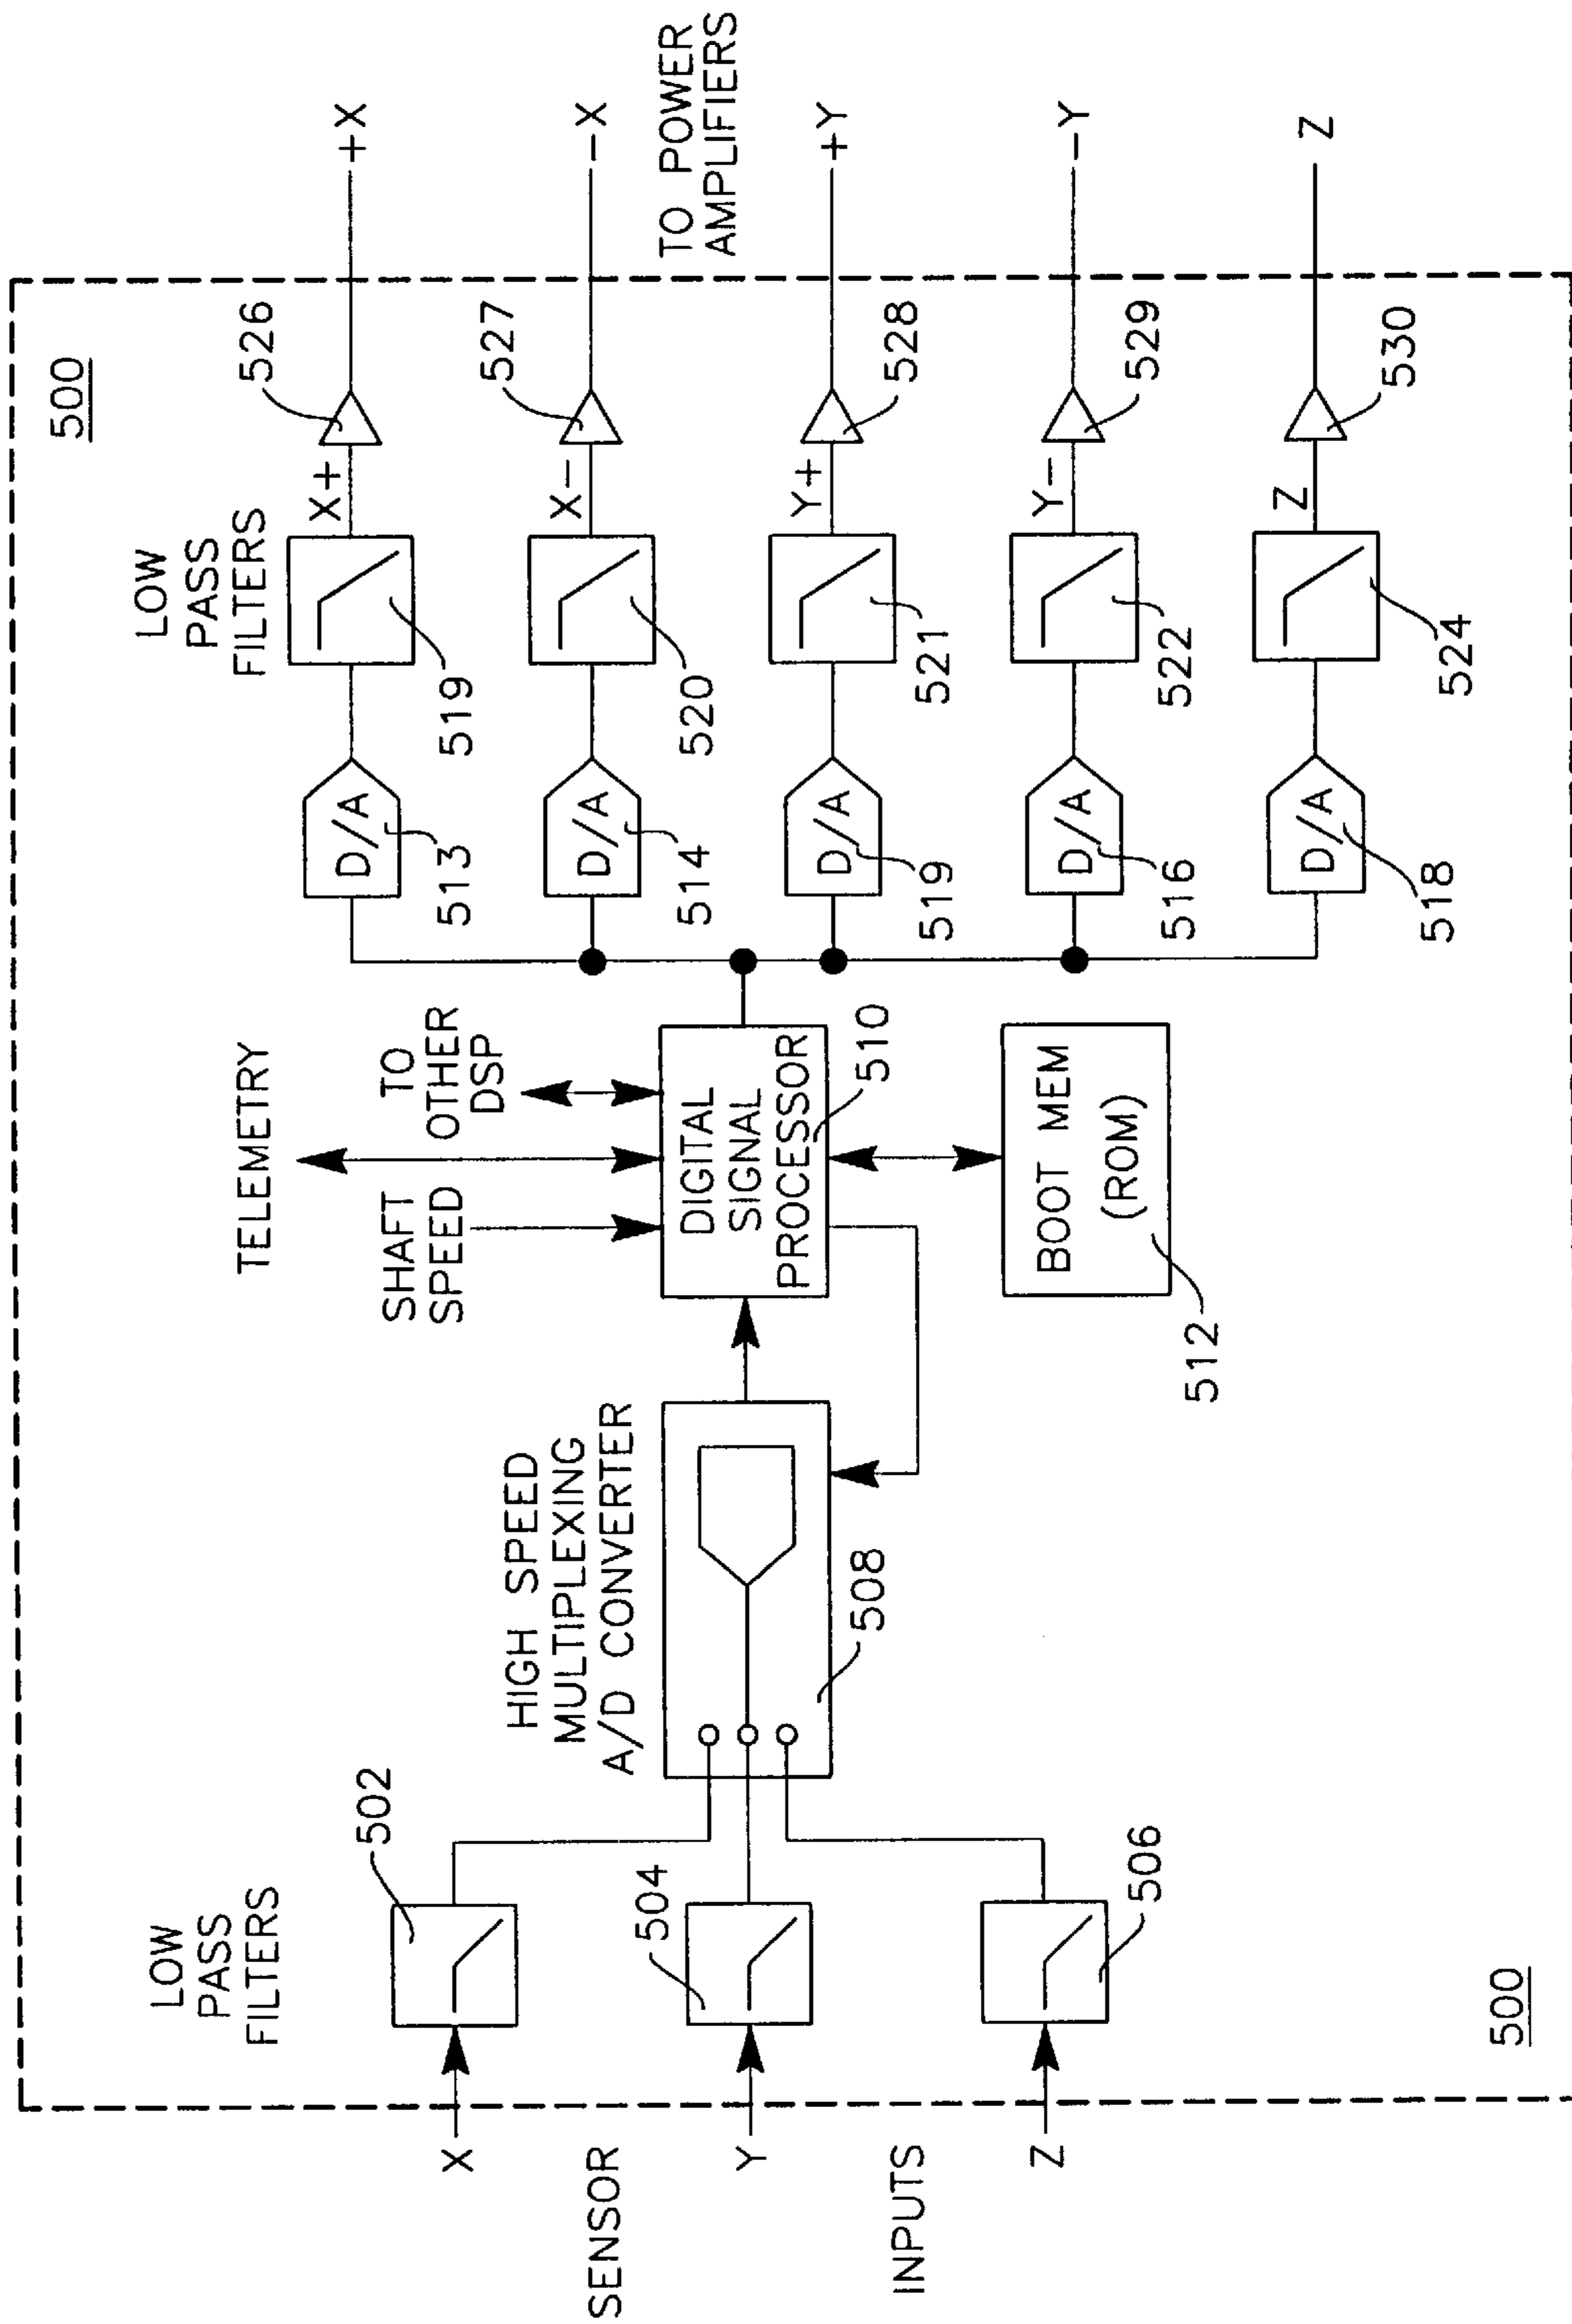 500
LOW
PASS
FILTERS
LOW
PASS
FILTERS
TELEMETRY
SHAFT
SPEED
TO
OTHER
DSP
HIGH SPEED
MULTIPLEXING
A/D CONVERTER
SENSOR
INPUTS
X
Y
Z
502
504
506
508
DIGITAL
SIGNAL
PROCESSOR
510
BOOT MEM
(ROM)
512
D/A
513
519
X+
526
+X
D/A
514
520
X−
527
−X
TO POWER
AMPLIFIERS
D/A
519
521
Y+
528
+Y
D/A
516
522
Y−
529
−Y
D/A
518
524
Z
530
Z
500